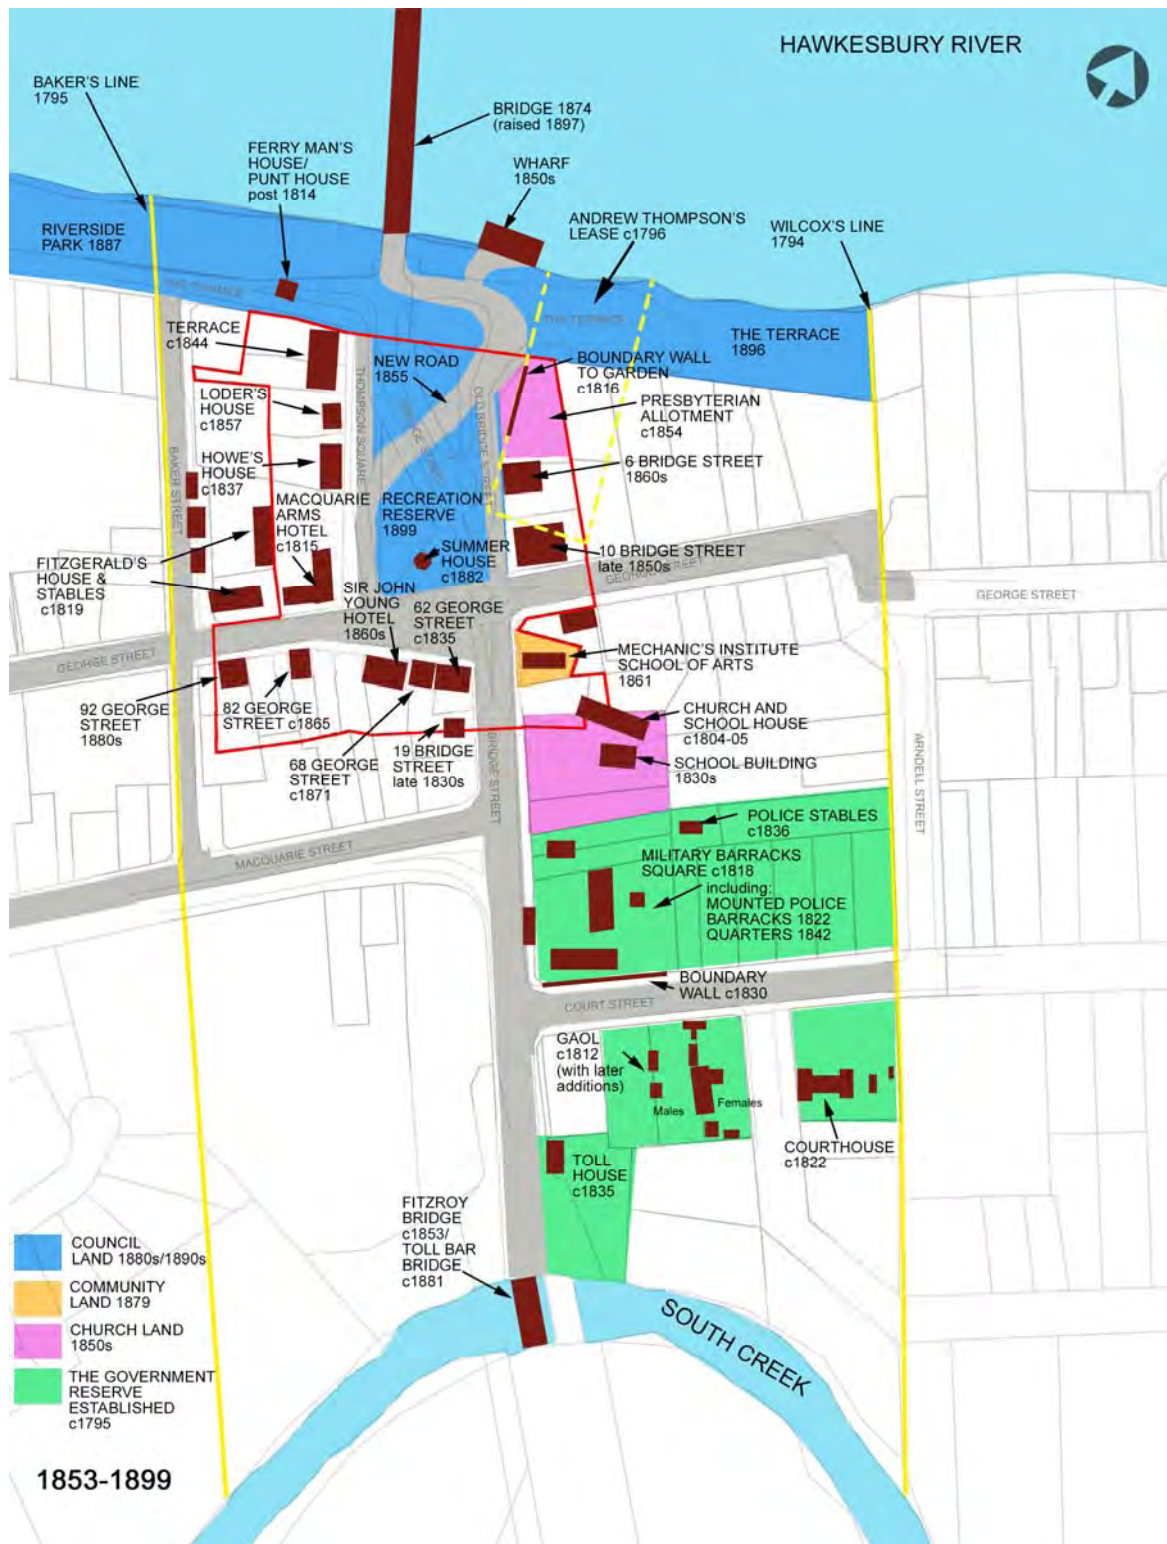 HAWKESBURY RIVER
BAKER'S LINE
1795
BRIDGE 1874
(raised 1897)
FERRY MAN'S
HOUSE/
PUNT HOUSE
post 1814
WHARF
1850s
ANDREW THOMPSON'S
LEASE c1796
WILCOX'S LINE
1794
RIVERSIDE
PARK 1887
THE TERRACE
THE TERRACE
THE TERRACE
1896
TERRACE
c1844
NEW ROAD
1855
BOUNDARY WALL
TO GARDEN
c1816
PRESBYTERIAN
ALLOTMENT
c1854
LODER'S
HOUSE
c1857
THOMPSON SQUARE
OLD BRIDGE STREET
BRIDGE STREET
BAKER STREET
HOWE'S
HOUSE
c1837
6 BRIDGE STREET
1860s
MACQUARIE
ARMS
HOTEL
c1815
RECREATION
RESERVE
1899
SUMMER
HOUSE
c1882
10 BRIDGE STREET
late 1850s
GEORGE STREET
GEORGE STREET
FITZGERALD'S
HOUSE &
STABLES
c1819
SIR JOHN
YOUNG
HOTEL
1860s
62 GEORGE
STREET
c1835
MECHANIC'S INSTITUTE
SCHOOL OF ARTS
1861
GEORGE STREET
92 GEORGE
STREET
1880s
82 GEORGE
STREET c1865
68 GEORGE
STREET
c1871
19 BRIDGE
STREET
late 1830s
CHURCH AND
SCHOOL HOUSE
c1804-05
SCHOOL BUILDING
1830s
BRIDGE STREET
ARNDELL STREET
MACQUARIE STREET
POLICE STABLES
c1836
MILITARY BARRACKS
SQUARE c1818
including:
MOUNTED POLICE
BARRACKS 1822
QUARTERS 1842
BOUNDARY
WALL c1830
COURT STREET
GAOL
c1812
(with later
additions)
Males
Females
COURTHOUSE
c1822
TOLL
HOUSE
c1835
FITZROY
BRIDGE
c1853/
TOLL BAR
BRIDGE
c1881
SOUTH CREEK
COUNCIL
LAND 1880s/1890s
COMMUNITY
LAND 1879
CHURCH LAND
1850s
THE GOVERNMENT
RESERVE
ESTABLISHED
c1795
1853-1899